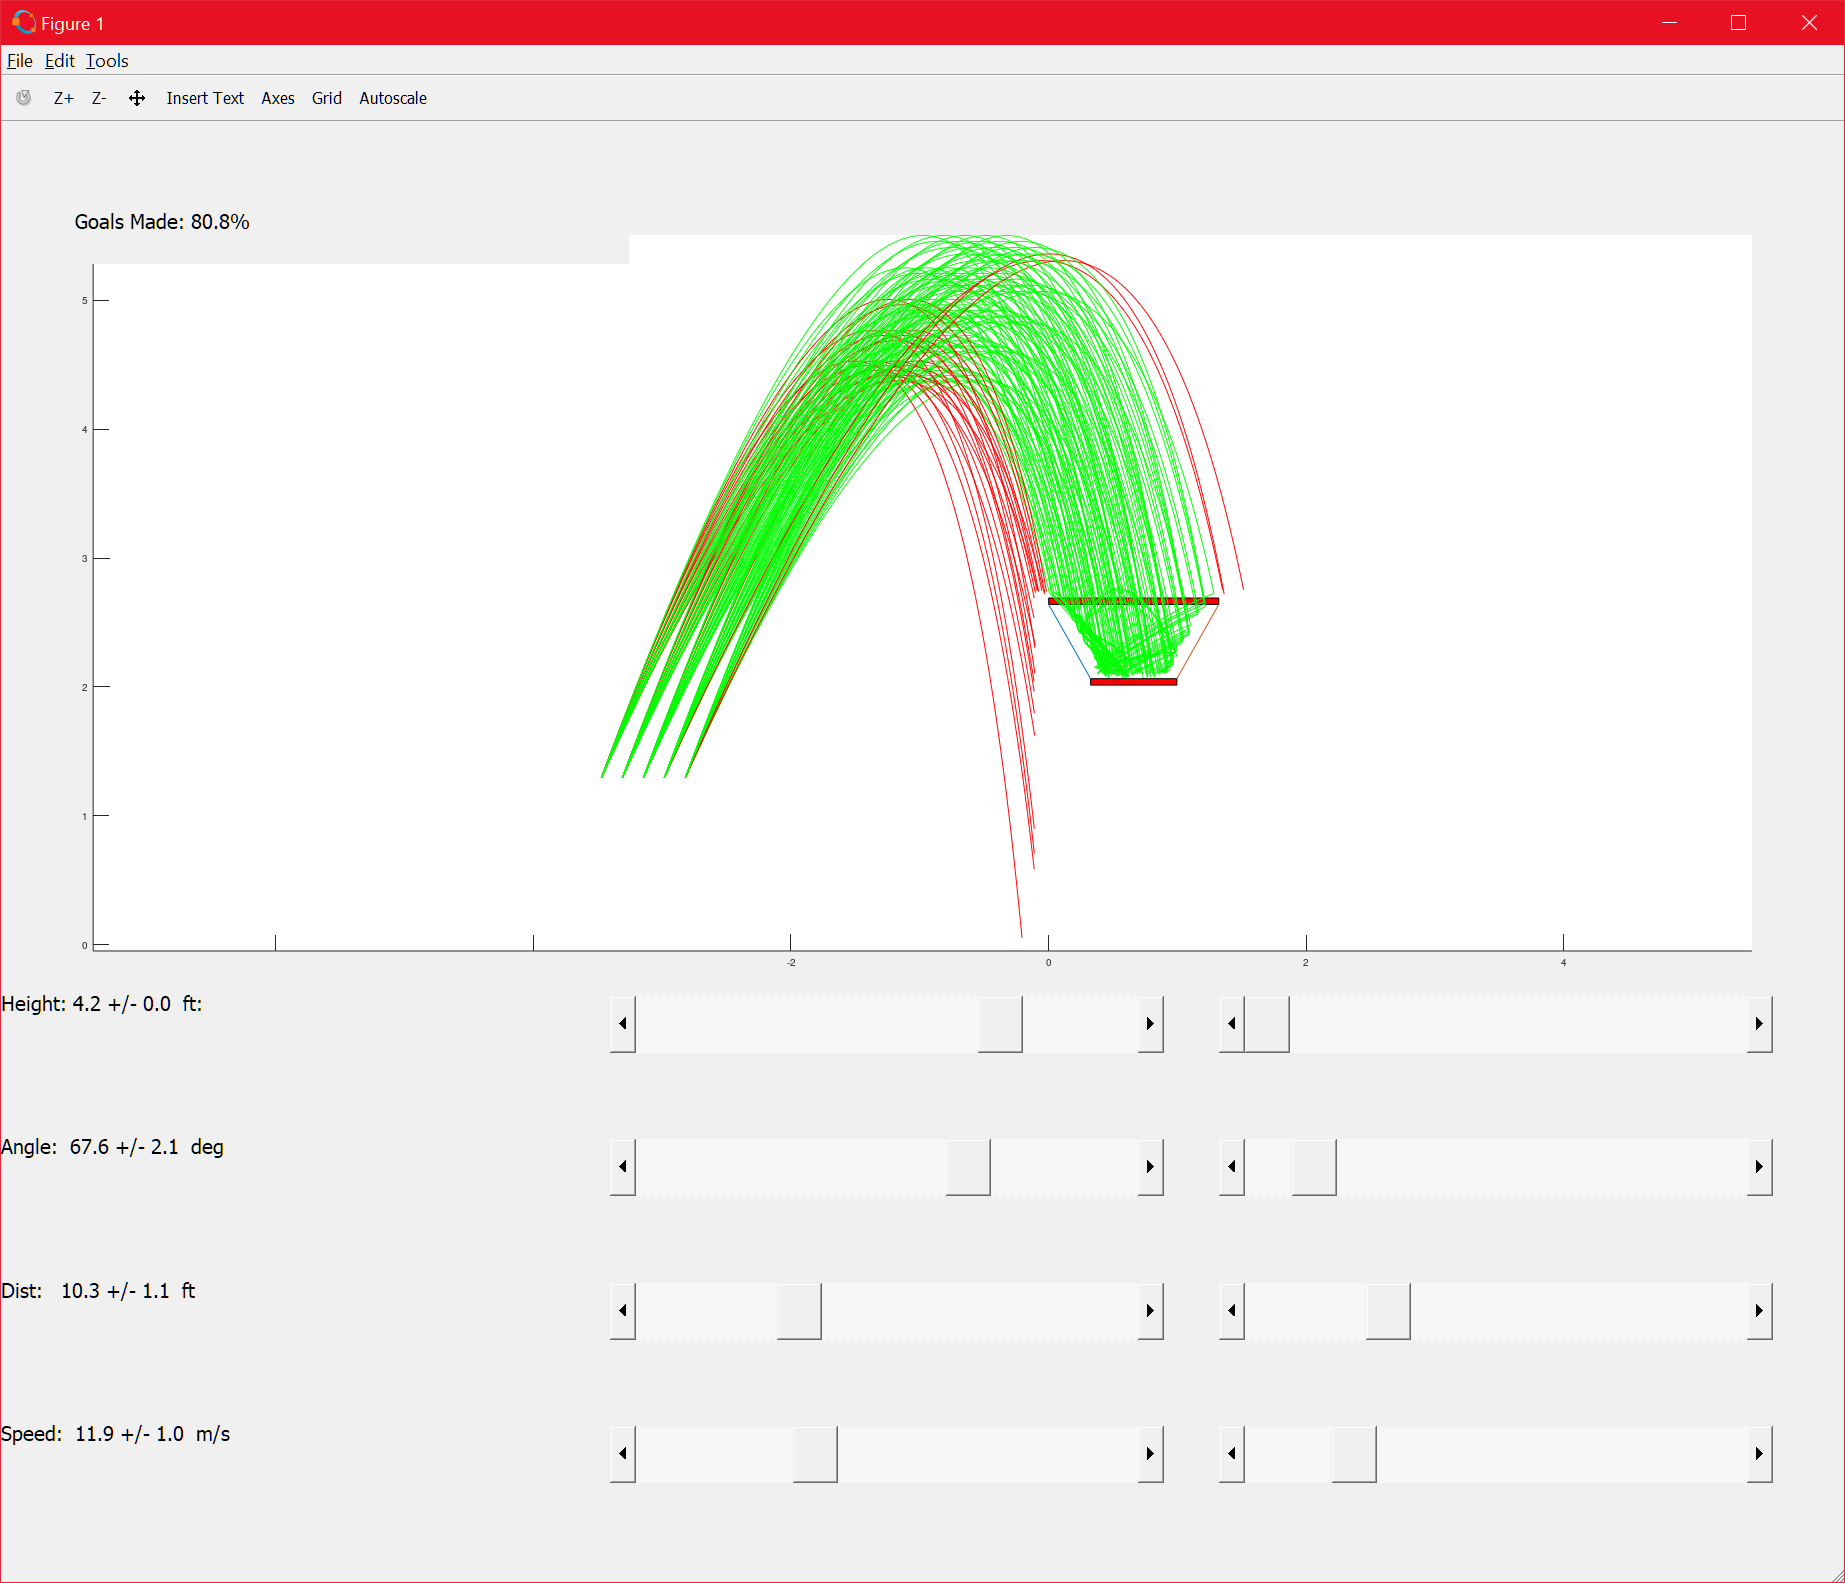 Figure 1
File Edit Tools
Z+ Z- Insert Text Axes Grid Autoscale
Goals Made: 80.8%
5
4
3
2
1
0
-2 0 2 4
Height: 4.2 +/- 0.0 ft:
Angle: 67.6 +/- 2.1 deg
Dist: 10.3 +/- 1.1 ft
Speed: 11.9 +/- 1.0 m/s